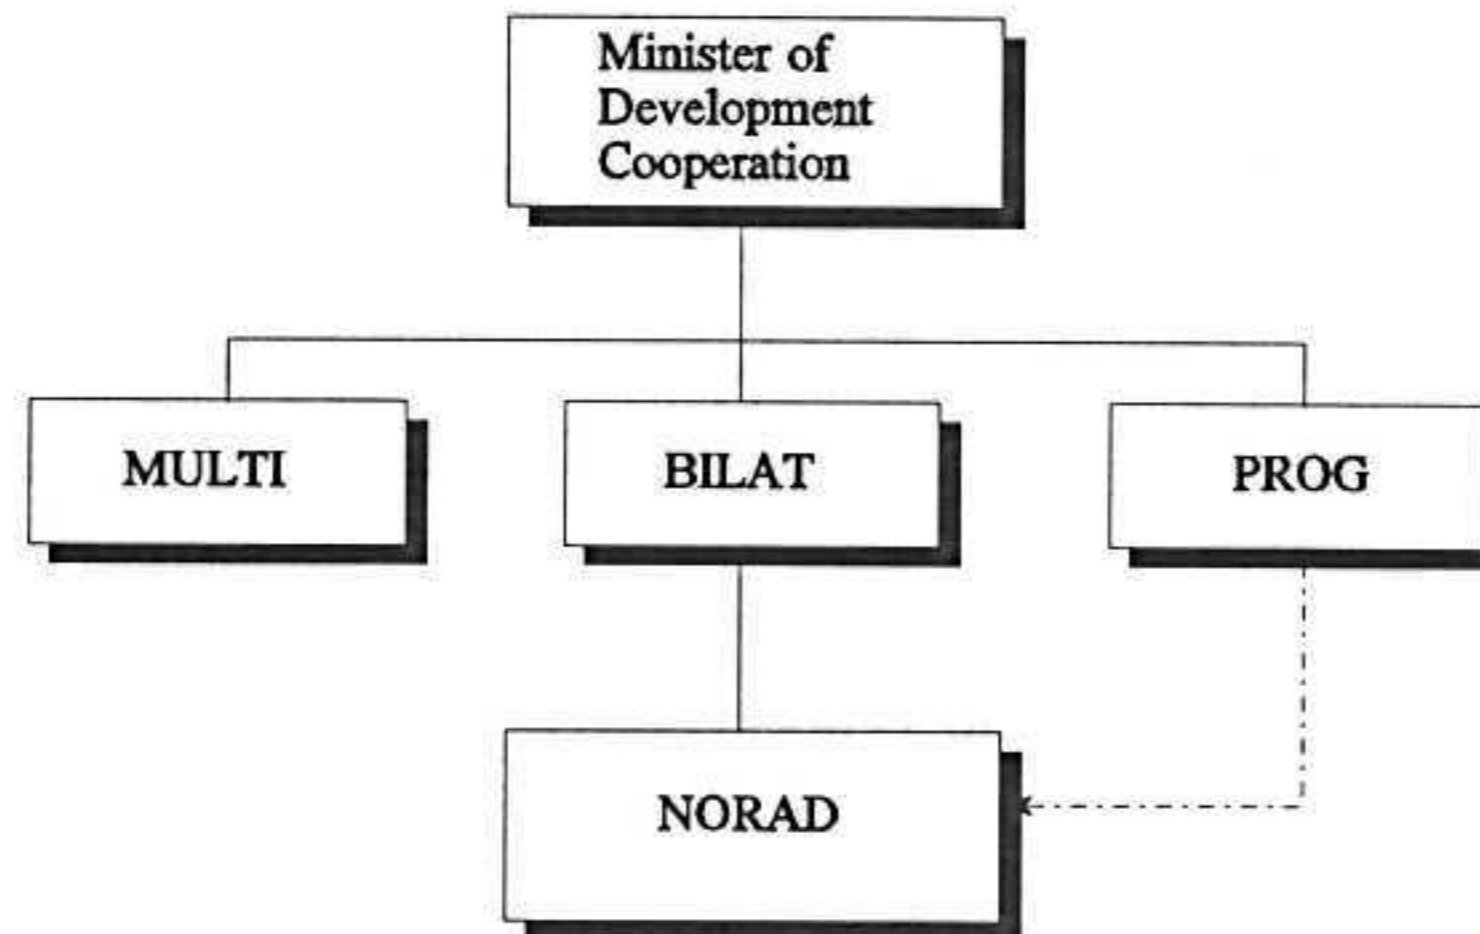 Minister of
Development
Cooperation
MULTI
BILAT
PROG
NORAD